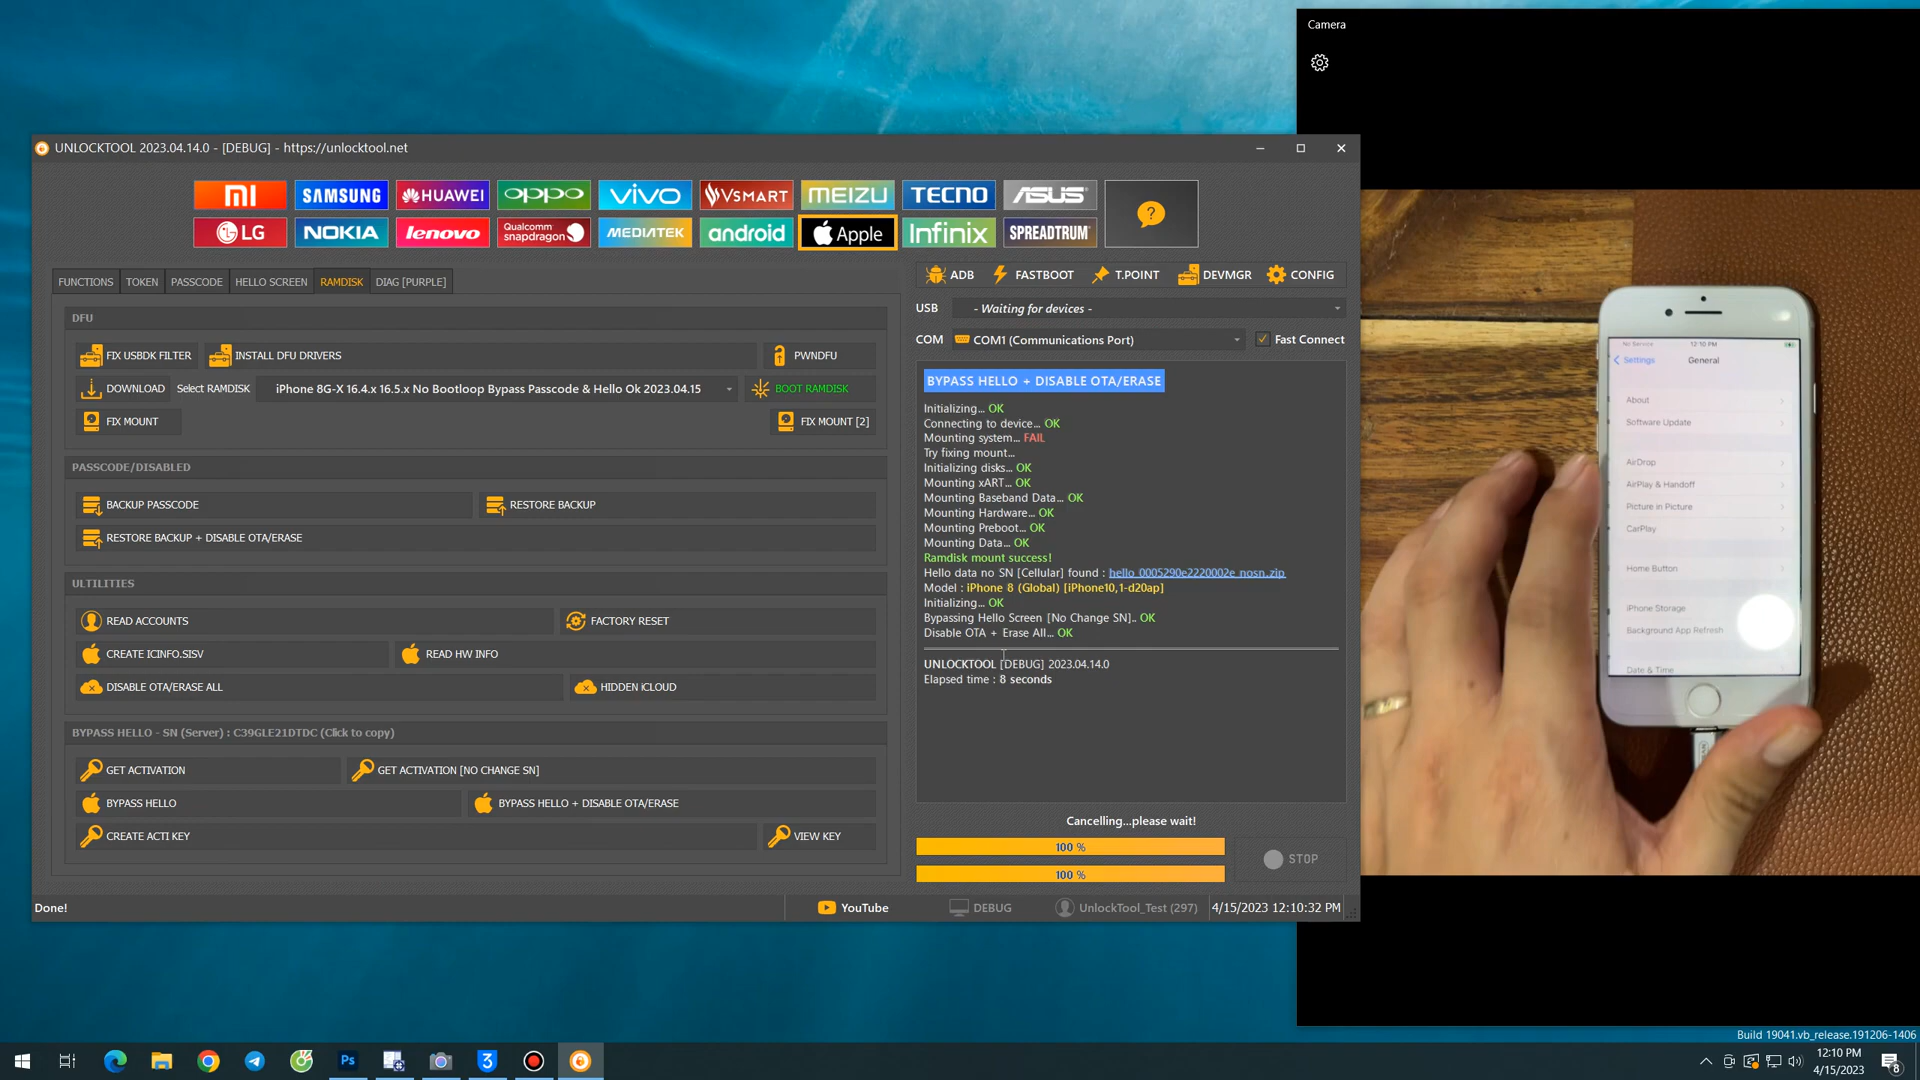 Camera
UNLOCKTOOL 2023.04.14.0 - [DEBUG] - https://unlocktool.net
MI SAMSUNG HUAWEI OPPO VIVO VSMART MEIZU TECNO ASUS
LG NOKIA lenovo Qualcomm snapdragon MEDIATEK android Apple Infinix SPREADTRUM
?
FUNCTIONS TOKEN PASSCODE HELLO SCREEN RAMDISK DIAG [PURPLE]
DFU
FIX USBDK FILTER INSTALL DFU DRIVERS PWNDFU
DOWNLOAD Select RAMDISK iPhone 8G-X 16.4.x 16.5.x No Bootloop Bypass Passcode & Hello Ok 2023.04.15 BOOT RAMDISK
FIX MOUNT FIX MOUNT [2]
PASSCODE/DISABLED
BACKUP PASSCODE RESTORE BACKUP
RESTORE BACKUP + DISABLE OTA/ERASE
ULTILITIES
READ ACCOUNTS FACTORY RESET
CREATE ICINFO.SISV READ HW INFO
DISABLE OTA/ERASE ALL HIDDEN iCLOUD
BYPASS HELLO - SN (Server) : C39GLE21DTDC (Click to copy)
GET ACTIVATION GET ACTIVATION [NO CHANGE SN]
BYPASS HELLO BYPASS HELLO + DISABLE OTA/ERASE
CREATE ACTI KEY VIEW KEY
ADB FASTBOOT T.POINT DEVMGR CONFIG
USB - Waiting for devices -
COM COM1 (Communications Port) Fast Connect
BYPASS HELLO + DISABLE OTA/ERASE
Initializing... OK
Connecting to device... OK
Mounting system... FAIL
Try fixing mount...
Initializing disks... OK
Mounting xART... OK
Mounting Baseband Data... OK
Mounting Hardware... OK
Mounting Preboot... OK
Mounting Data... OK
Ramdisk mount success!
Hello data no SN [Cellular] found : hello_0005290e2220002e_nosn.zip
Model : iPhone 8 (Global) [iPhone10,1-d20ap]
Initializing... OK
Bypassing Hello Screen [No Change SN].. OK
Disable OTA + Erase All... OK
UNLOCKTOOL [DEBUG] 2023.04.14.0
Elapsed time : 8 seconds
Cancelling...please wait!
100 %
100 %
STOP
Done! YouTube DEBUG UnlockTool_Test (297) 4/15/2023 12:10:32 PM
No Service 12:10 PM
Settings General
About
Software Update
AirDrop
AirPlay & Handoff
Picture in Picture
CarPlay
Home Button
iPhone Storage
Background App Refresh
Date & Time
Build 19041.vb_release.191206-1406
Ps
3
12:10 PM
4/15/2023
8